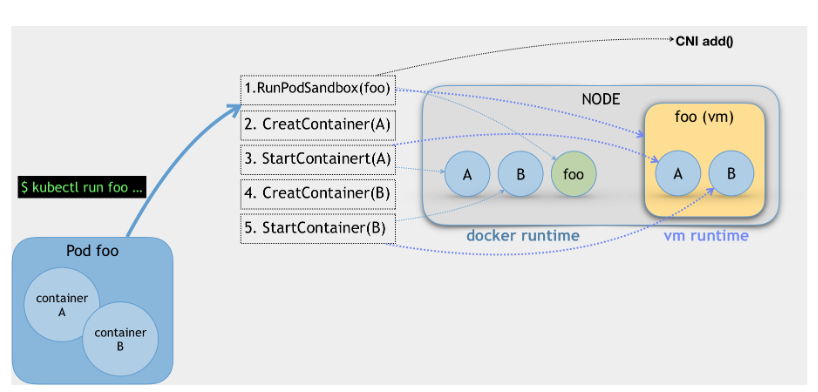 CNI add()
1.RunPodSandbox(foo)
2. CreatContainer(A)
3. StartContainert(A)
4. CreatContainer(B)
5. StartContainer(B)
NODE
foo (vm)
A
B
foo
A
B
docker runtime
vm runtime
$ kubectl run foo ...
Pod foo
container
A
container
B